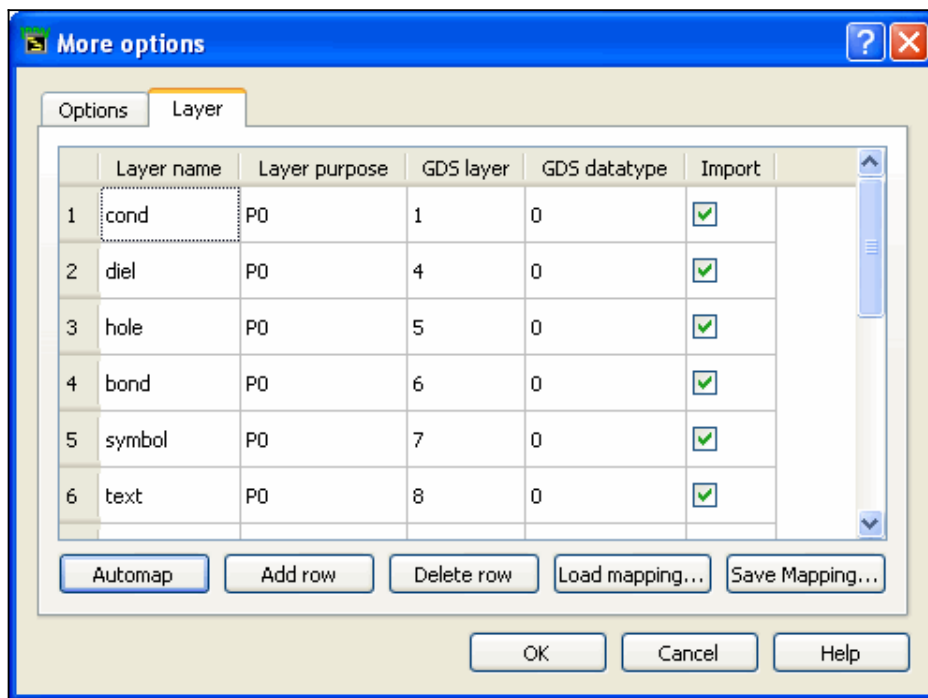 More options
Options Layer
Layer name Layer purpose GDS layer GDS datatype Import
1 cond P0 1 0
2 diel P0 4 0
3 hole P0 5 0
4 bond P0 6 0
5 symbol P0 7 0
6 text P0 8 0
Automap Add row Delete row Load mapping... Save Mapping...
OK Cancel Help